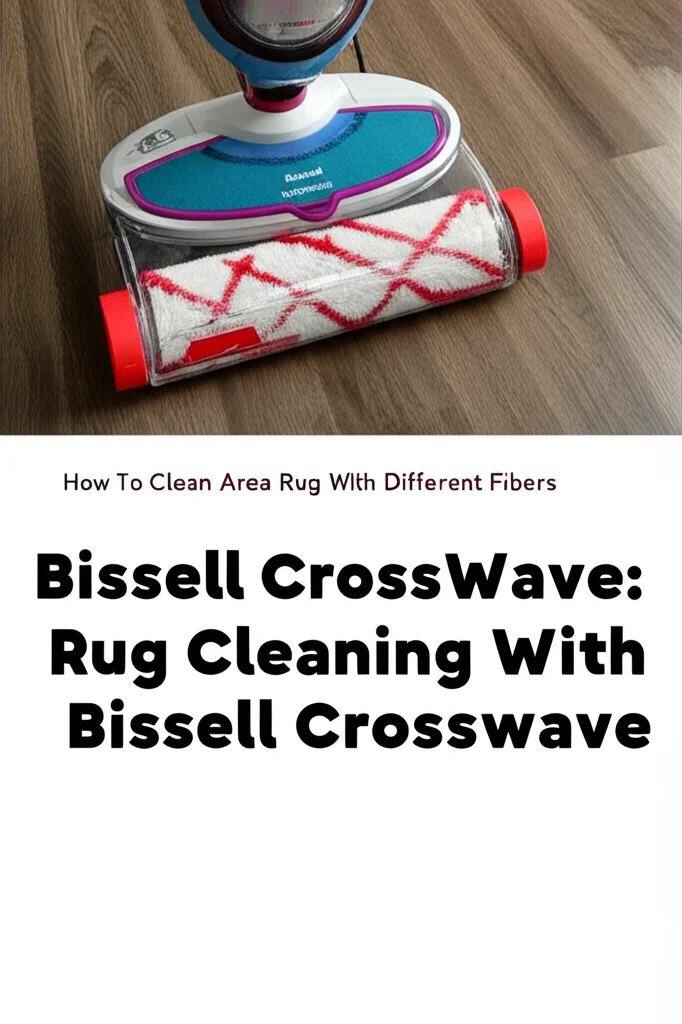 How To Clean Area Rug WIth Different Fibers
Bissell CrossWave:
Rug Cleaning With
Bissell Crosswave